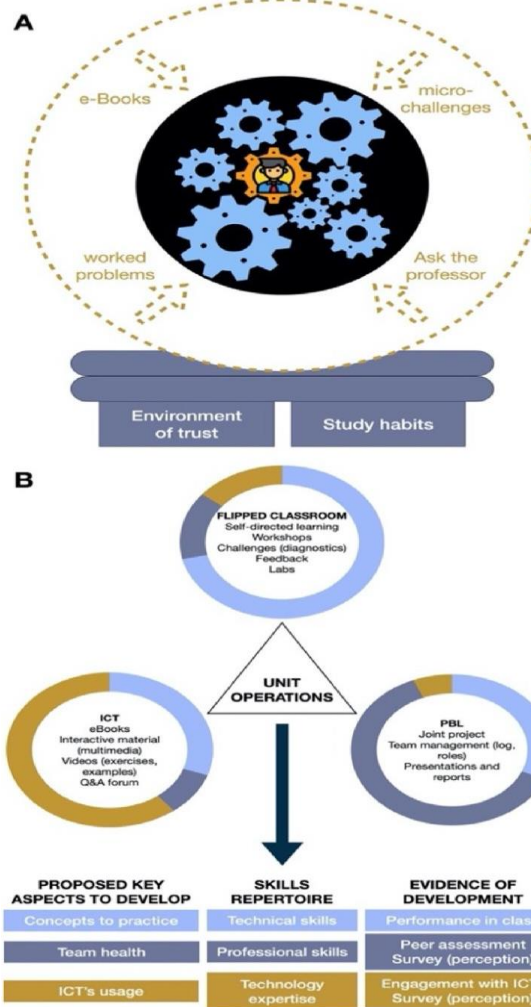 A
e-Books
micro-
challenges
worked
problems
Ask the
professor
Environment
of trust
Study habits
B
FLIPPED CLASSROOM
Self-directed learning
Workshops
Challenges (diagnostics)
Feedback
Labs
UNIT
OPERATIONS
ICT
eBooks
Interactive material
(multimedia)
Videos (exercises,
examples)
Q&A forum
PBL
Joint project
Team management (log,
roles)
Presentations and
reports
PROPOSED KEY
ASPECTS TO DEVELOP
SKILLS
REPERTOIRE
EVIDENCE OF
DEVELOPMENT
Concepts to practice
Technical skills
Performance in clas
Team health
Professional skills
Peer assessment
Survey (perception)
ICT's usage
Technology
expertise
Engagement with IC
Survey (perception